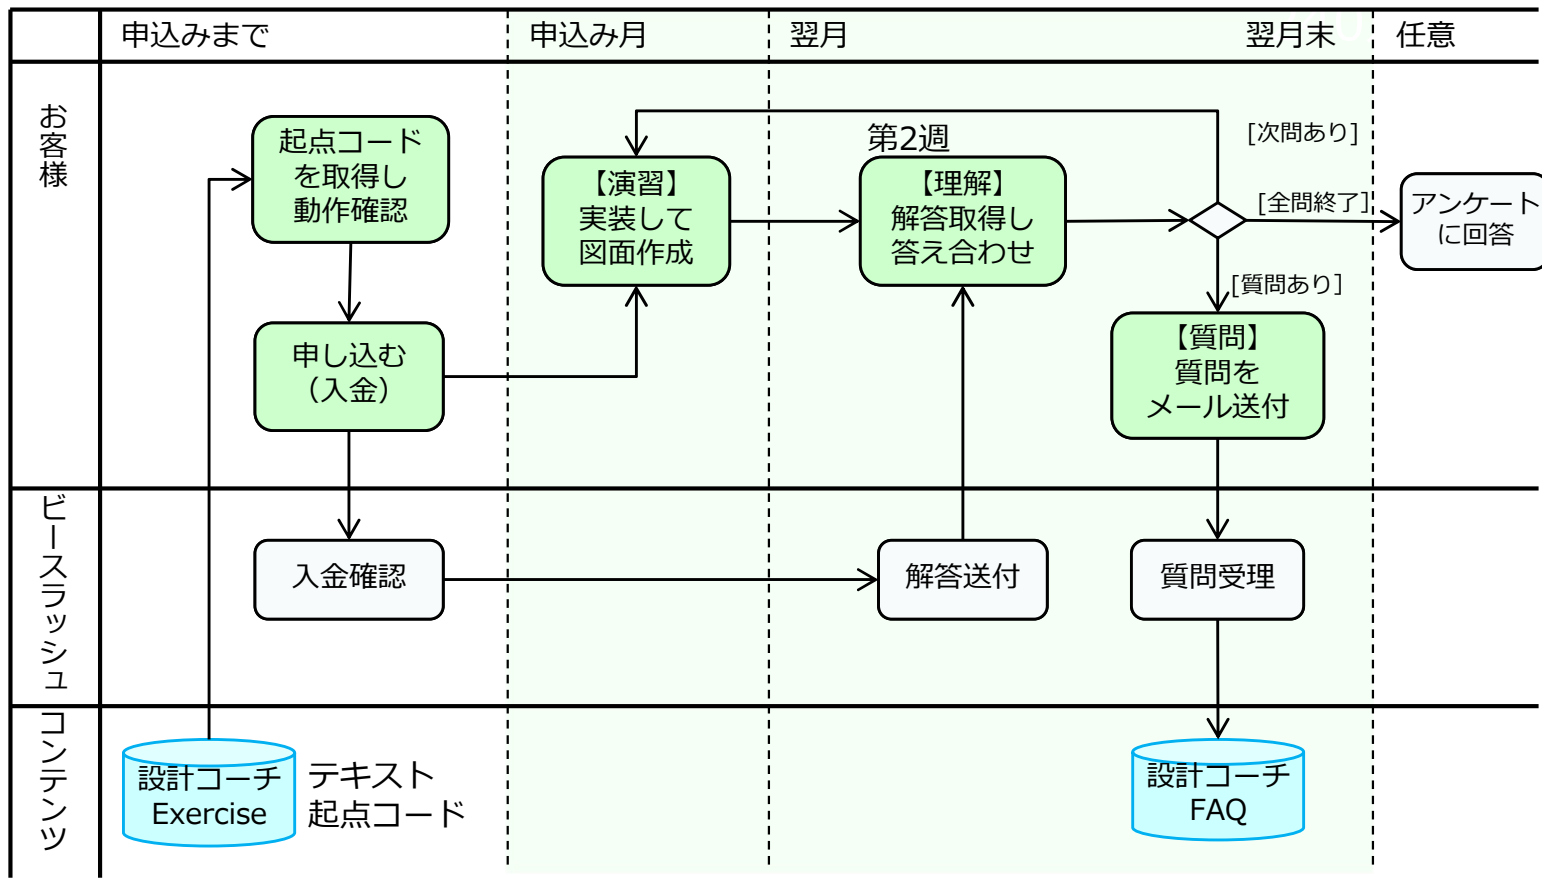 申込みまで
申込み月
翌月
翌月末
任意
お客様
起点コード
を取得し
動作確認
申し込む
（入金）
【演習】
実装して
図面作成
第2週
【理解】
解答取得し
答え合わせ
[次問あり]
[全問終了]
[質問あり]
アンケート
に回答
【質問】
質問を
メール送付
ビースラッシュ
入金確認
解答送付
質問受理
コンテンツ
設計コーチ
Exercise
テキスト
起点コード
設計コーチ
FAQ